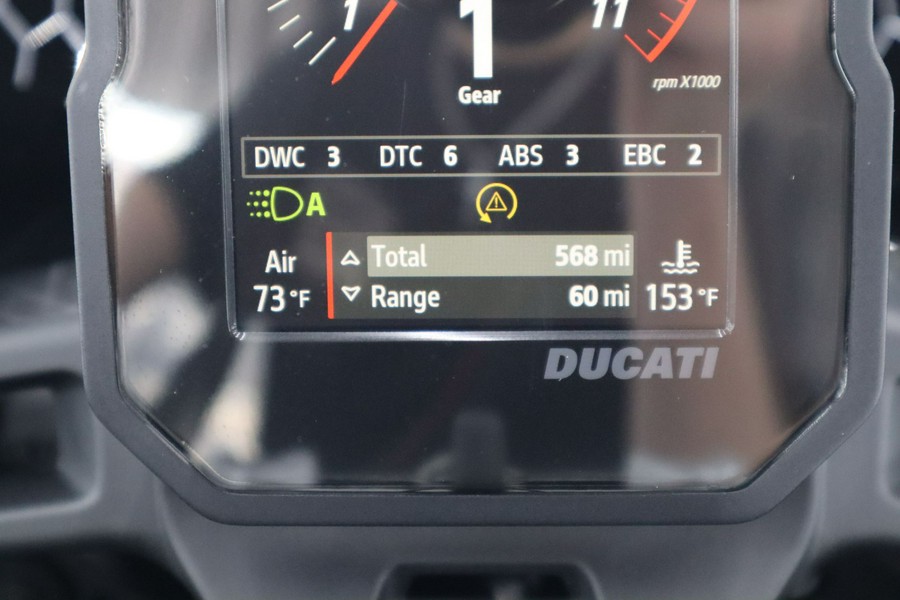 1 1 11
Gear
rpm X1000
DWC 3 DTC 6 ABS 3 EBC 2
A
Air Total 568 mi
73°F Range 60 mi 153°F
DUCATI